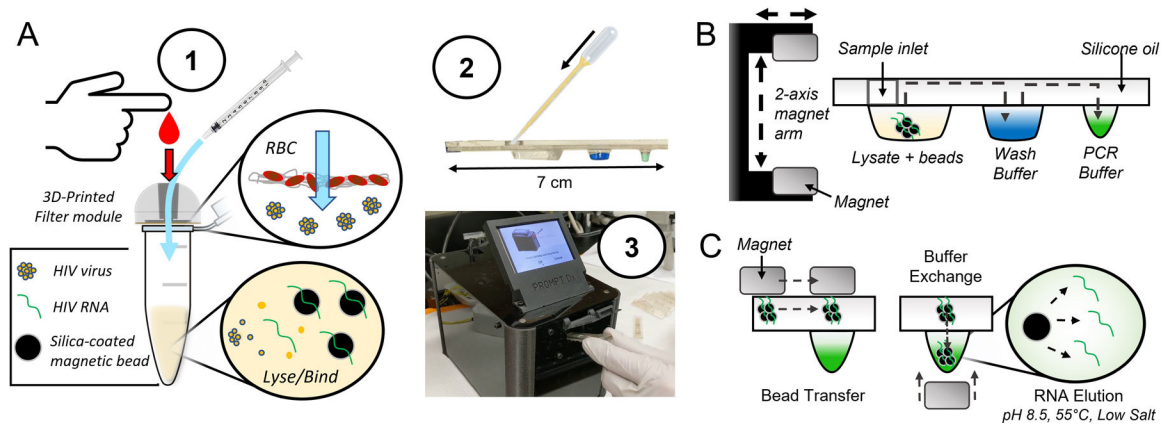 A
1
RBC
3D-Printed
Filter module
HIV virus
HIV RNA
Silica-coated
magnetic bead
Lyse/Bind
2
7 cm
3
B
Sample inlet
Silicone oil
2-axis
magnet
arm
Lysate + beads
Wash
Buffer
PCR
Buffer
Magnet
C
Magnet
Buffer
Exchange
Bead Transfer
RNA Elution
pH 8.5, 55°C, Low Salt